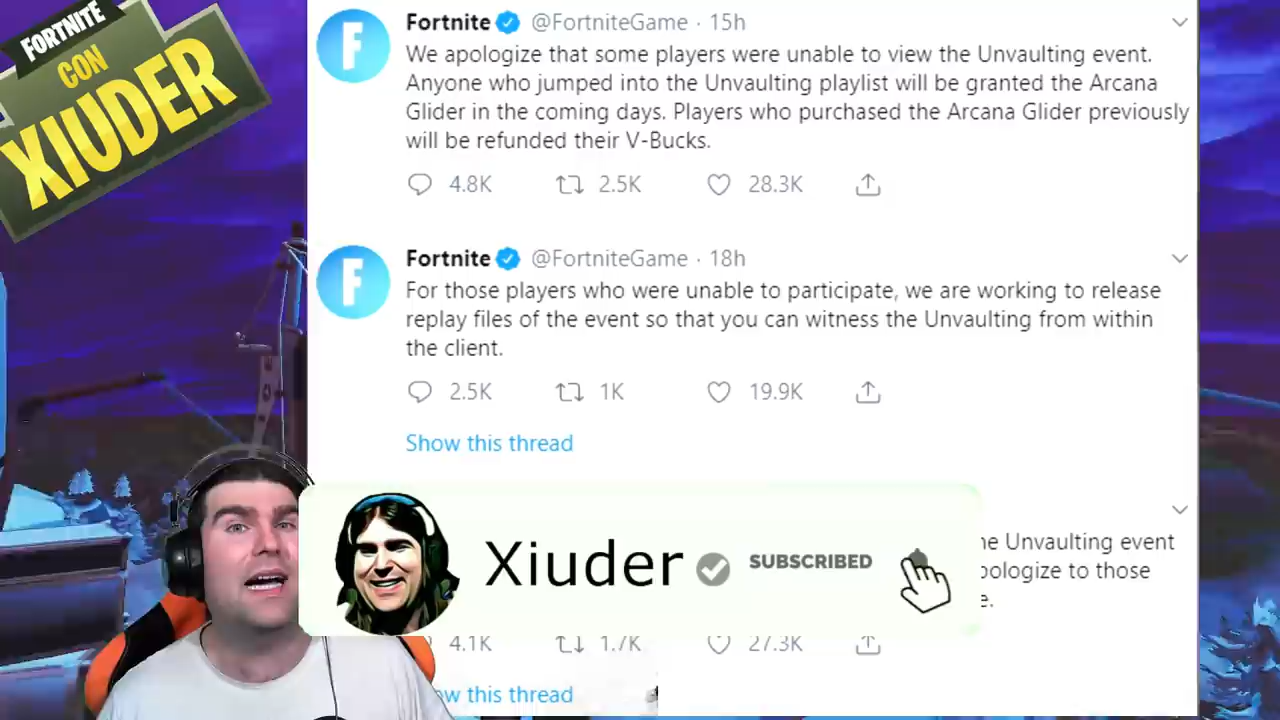 FORTNITE
CON
XIUDER
Fortnite @FortniteGame · 15h
We apologize that some players were unable to view the Unvaulting event.
Anyone who jumped into the Unvaulting playlist will be granted the Arcana
Glider in the coming days. Players who purchased the Arcana Glider previously
will be refunded their V-Bucks.
4.8K 2.5K 28.3K
Fortnite @FortniteGame · 18h
For those players who were unable to participate, we are working to release
replay files of the event so that you can witness the Unvaulting from within
the client.
2.5K 1K 19.9K
Show this thread
Unvaulting event
Xiuder SUBSCRIBED
to those
4.1K 1.7K 27.3K
this thread